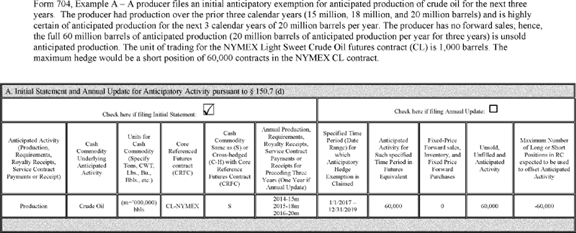 Form 704, Example A – A producer files an initial anticipatory exemption for anticipated production of crude oil for the next three
years  The producer had production over the prior three calendar years (15 million, 18 million, and 20 million barrels) and is highly
certain of anticipated production for the next 3 calendar years of 20 million barrels per year. The producer has no forward sales, hence,
the full 60 million barrels of anticipated production (20 million barrels of anticipated production per year for three years) is unsold
anticipated production. The unit of trading for the NYMEX Light Sweet Crude Oil futures contract (CL) is 1,000 barrels. The
maximum hedge would be a short position of 60,000 contracts in the NYMEX CL contract.
A. Initial Statement and Annual Update for Anticipatory Activity pursuant to § 150.7 (d)
Check here if filing Initial Statement:
Check here if filing Annual Update:
Anticipated Activity
(Production,
Requirements,
Royalty Receipts,
Service Contract
Payments or Receipt)
Cash
Commodity
Underlying
Anticipated
Activity
Units for
Cash
Commodity
(Specify
Tons, CWT,
Lbs., Bu.,
Bbls., etc.)
Core
Referenced
Futures
contract
(CRFC)
Cash
Commodity
Same as (S) or
Cross-hedged
(C-H) with Core
Reference
Futures Contract
(CRFC)
Annual Production,
Requirements,
Royalty Receipts,
Service Contract
Payments or
Receipts for
Preceding Three
Years (One Year if
Annual Update)
Specified Time
Period (Date
Range) for
which
Anticipatory
Hedge
Exemption is
Claimed
Anticipated
Activity for
Such specified
Time Period in
Futures
Equivalent
Fixed-Price
Forward sales,
Inventory, and
Fixed Price
Forward
Purchases
Unsold,
Unfilled and
Anticipated
Activity
Maximum Number
of Long or Short
Positions in RC
expected to be used
to offset Anticipated
Activity
Production
Crude Oil
(m='000,000)
bbls
CL-NYMEX
S
2014-15m
2015-18m
2016-20m
1/1/2017 –
12/31/2019
60,000
0
60,000
-60,000